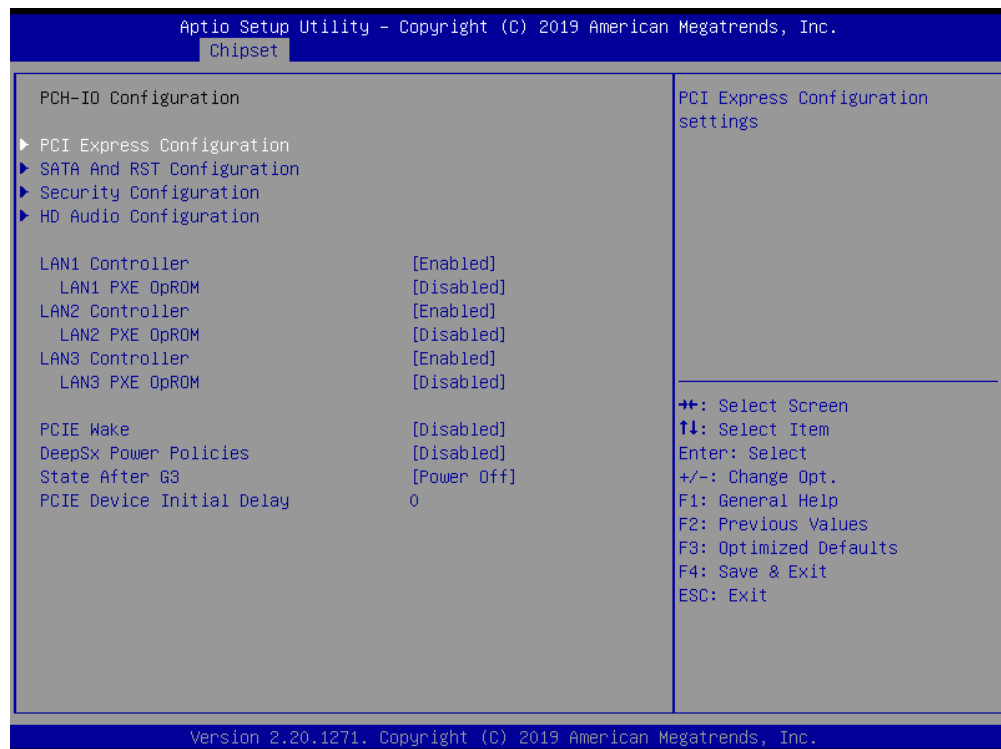 Aptio Setup Utility – Copyright (C) 2019 American Megatrends, Inc.
Chipset
PCH-IO Configuration
PCI Express Configuration
SATA And RST Configuration
Security Configuration
HD Audio Configuration
LAN1 Controller [Enabled]
LAN1 PXE OpROM [Disabled]
LAN2 Controller [Enabled]
LAN2 PXE OpROM [Disabled]
LAN3 Controller [Enabled]
LAN3 PXE OpROM [Disabled]
PCIE Wake [Disabled]
DeepSx Power Policies [Disabled]
State After G3 [Power Off]
PCIE Device Initial Delay 0
PCI Express Configuration
settings
→←: Select Screen
↑↓: Select Item
Enter: Select
+/-: Change Opt.
F1: General Help
F2: Previous Values
F3: Optimized Defaults
F4: Save & Exit
ESC: Exit
Version 2.20.1271. Copyright (C) 2019 American Megatrends, Inc.